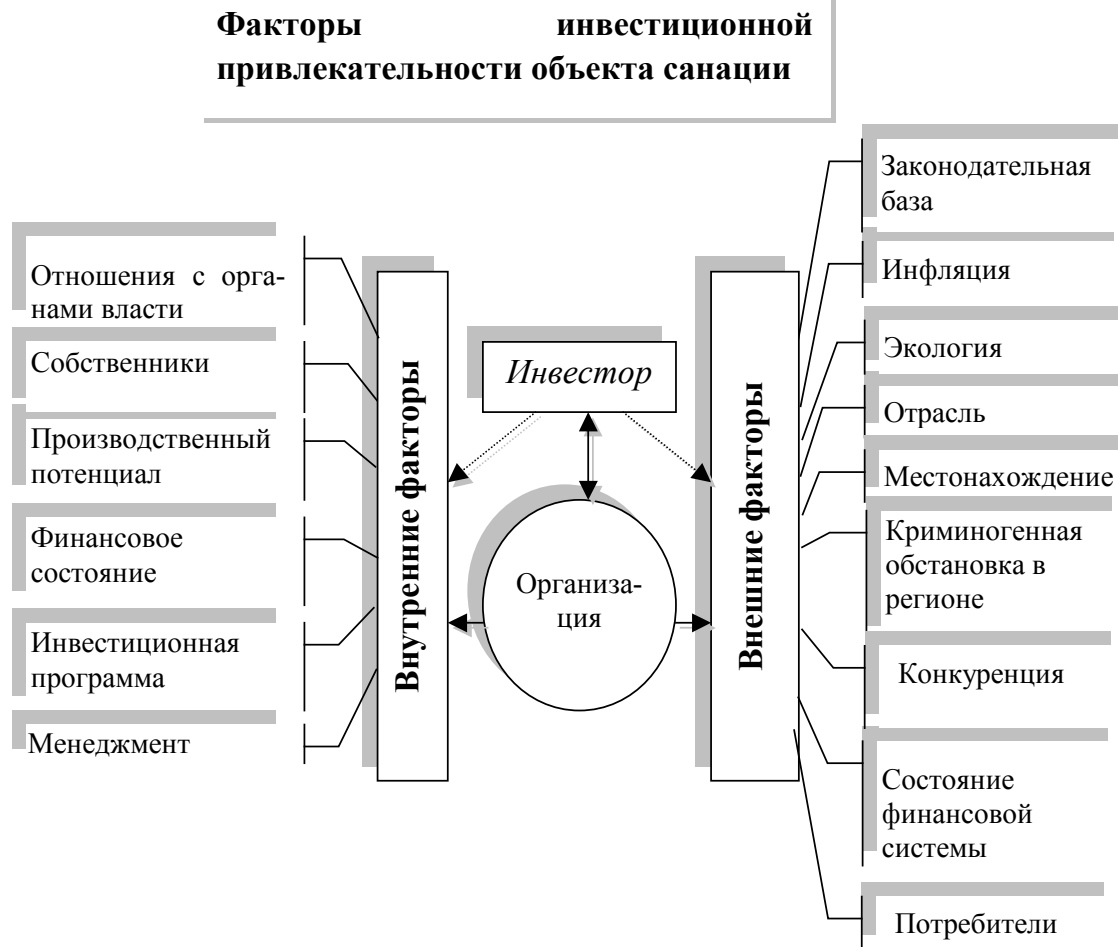 Факторы инвестиционной
привлекательности объекта санации
Отношения с орга-
нами власти
Собственники
Производственный
потенциал
Финансовое
состояние
Инвестиционная
программа
Менеджмент
Внутренние факторы
Инвестор
Организа-
ция
Внешние факторы
Законодательная
база
Инфляция
Экология
Отрасль
Местонахождение
Криминогенная
обстановка в
регионе
Конкуренция
Состояние
финансовой
системы
Потребители